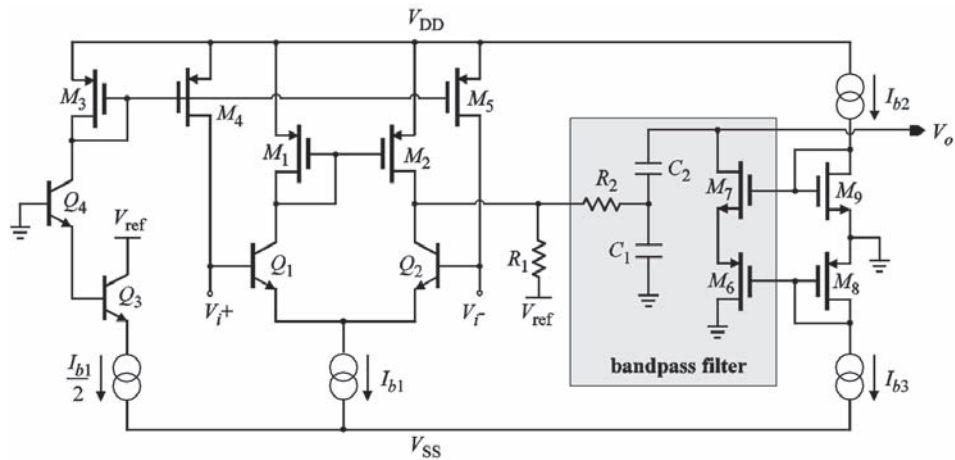 V_DD
M_3
M_4
M_5
I_b2
V_o
M_1
M_2
R_2
C_2
M_7
M_9
Q_4
V_ref
Q_1
Q_2
R_1
C_1
M_6
M_8
Q_3
V_i+
V_i-
V_ref
bandpass filter
I_b1/2
I_b1
I_b3
V_SS